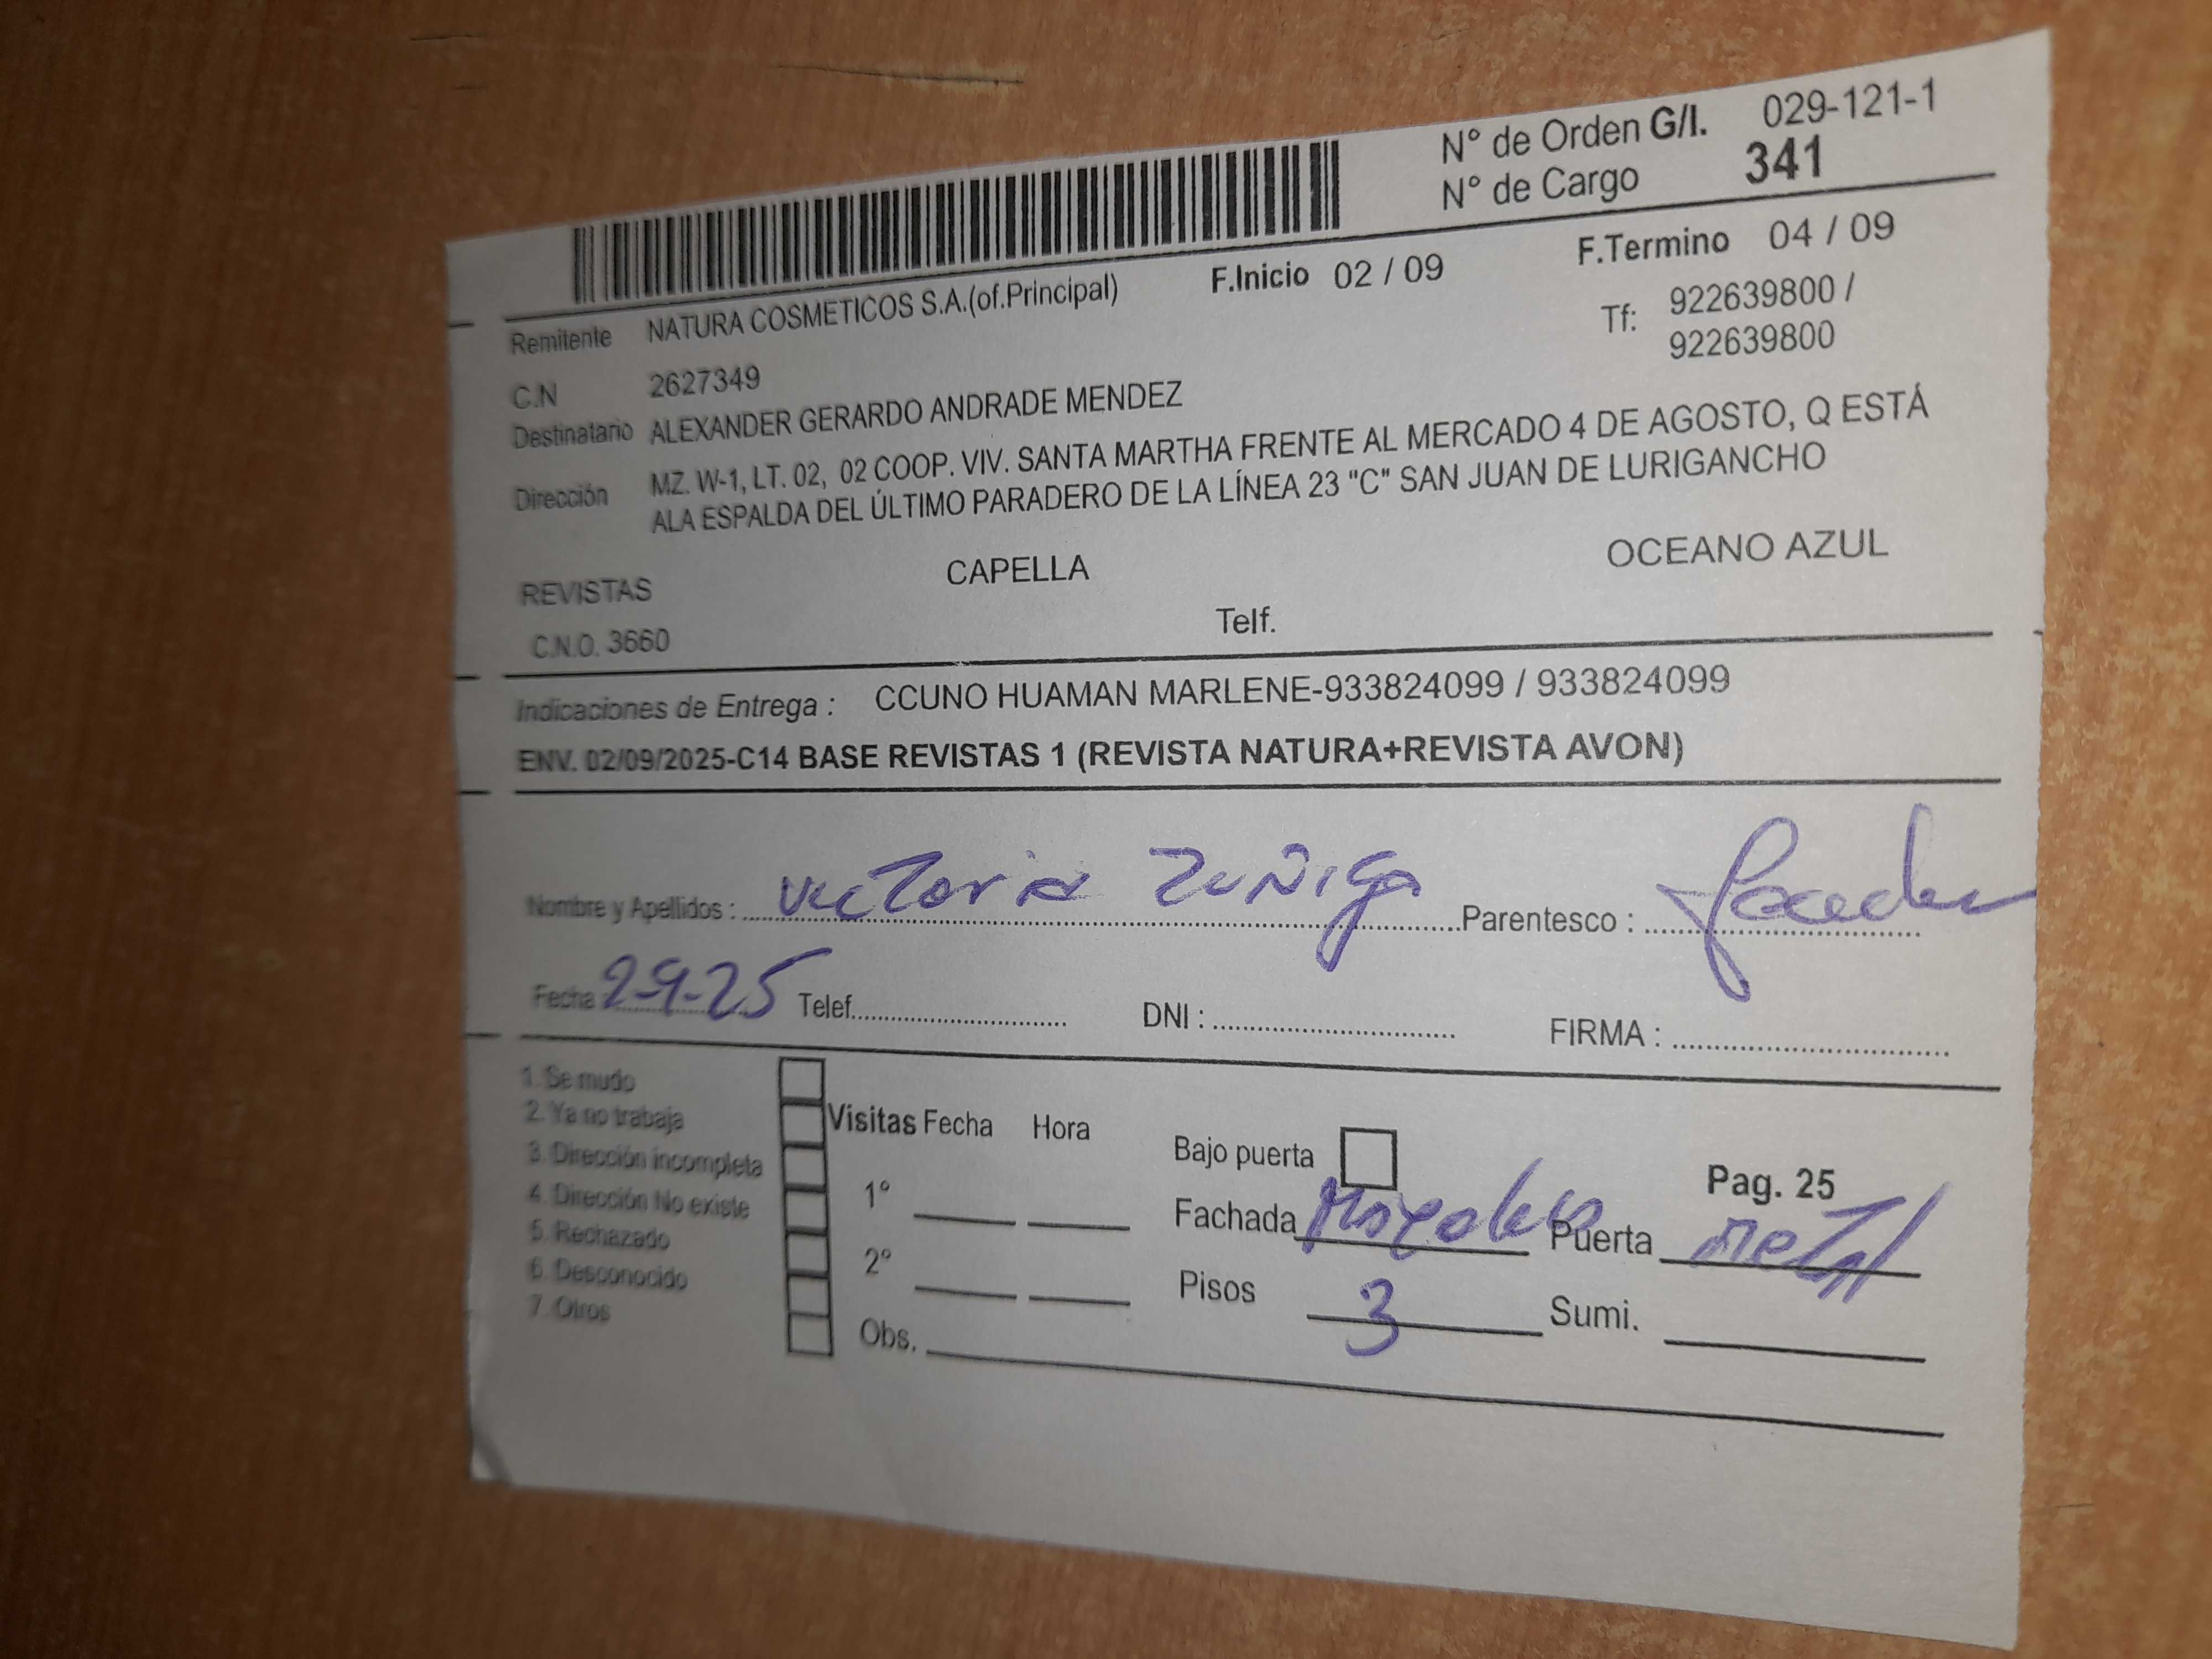 N° de Orden G/I. 029-121-1
N° de Cargo 341
Remitente NATURA COSMETICOS S.A.(of.Principal) F.Inicio 02 / 09 F.Termino 04 / 09
C.N 2627349 Tf: 922639800 /
922639800
Destinatario ALEXANDER GERARDO ANDRADE MENDEZ
Dirección MZ. W-1, LT. 02, 02 COOP. VIV. SANTA MARTHA FRENTE AL MERCADO 4 DE AGOSTO, Q ESTÁ
ALA ESPALDA DEL ÚLTIMO PARADERO DE LA LÍNEA 23 "C" SAN JUAN DE LURIGANCHO
REVISTAS CAPELLA OCEANO AZUL
C.N.O. 3660 Telf.
Indicaciones de Entrega : CCUNO HUAMAN MARLENE-933824099 / 933824099
ENV. 02/09/2025-C14 BASE REVISTAS 1 (REVISTA NATURA+REVISTA AVON)
Nombre y Apellidos : Victoria Zuñiga Parentesco :
Fecha 2-9-25 Telef. DNI : FIRMA :
1. Se mudo
2. Ya no trabaja Visitas Fecha Hora
3. Dirección incompleta Bajo puerta Pag. 25
4. Dirección No existe 1° Fachada Puerta metal
5. Rechazado
6. Desconocido 2° Pisos 3 Sumi.
7. Otros Obs.